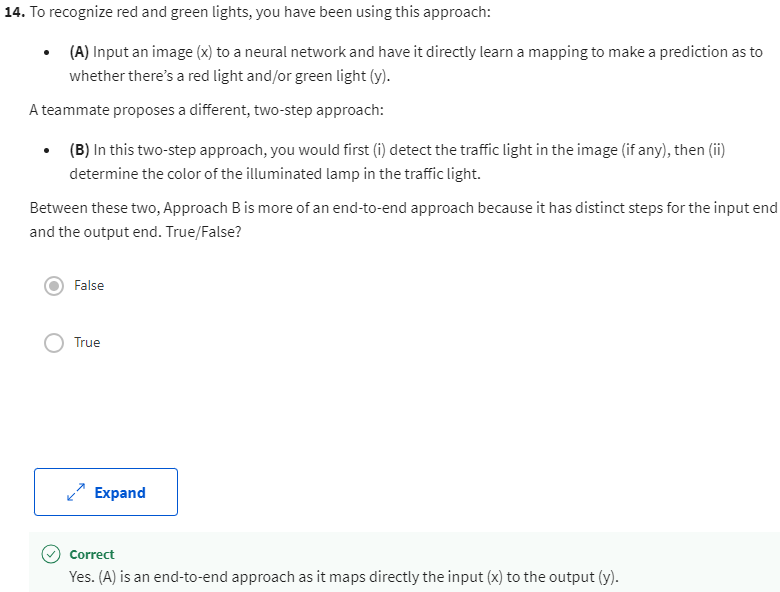 14. To recognize red and green lights, you have been using this approach:
• (A) Input an image (x) to a neural network and have it directly learn a mapping to make a prediction as to
whether there's a red light and/or green light (y).
A teammate proposes a different, two-step approach:
• (B) In this two-step approach, you would first (i) detect the traffic light in the image (if any), then (ii)
determine the color of the illuminated lamp in the traffic light.
Between these two, Approach B is more of an end-to-end approach because it has distinct steps for the input end
and the output end. True/False?
False
True
Expand
Correct
Yes. (A) is an end-to-end approach as it maps directly the input (x) to the output (y).